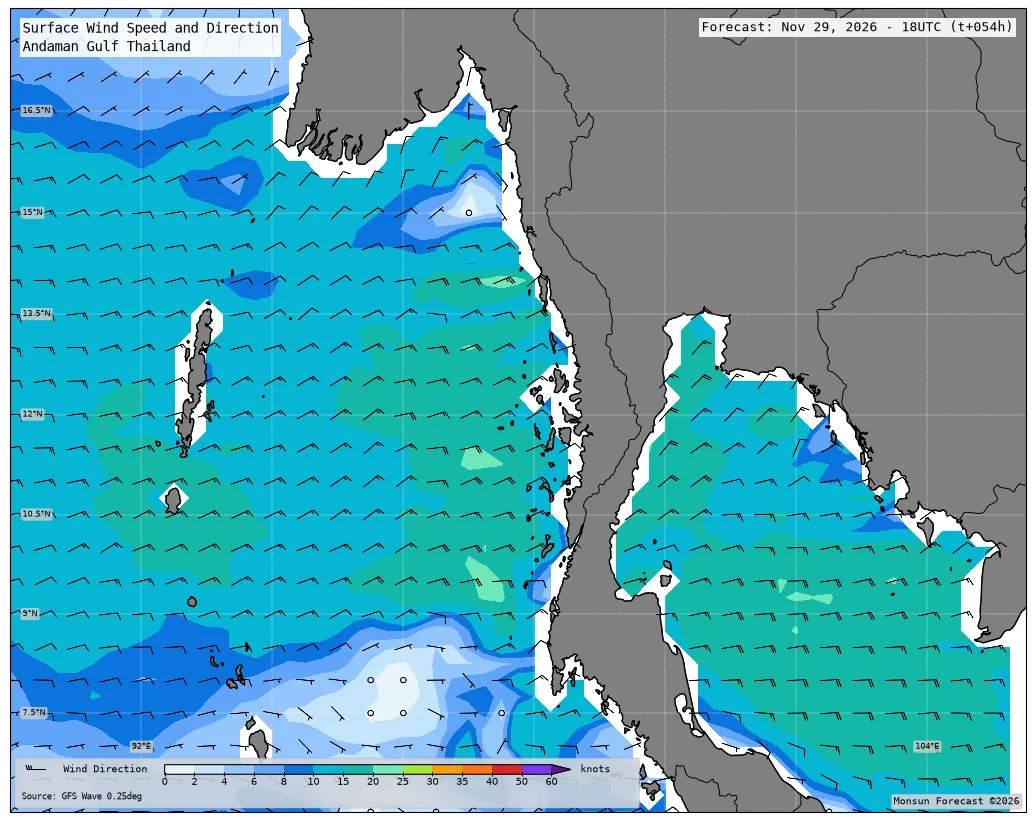 Surface Wind Speed and Direction
Andaman Gulf Thailand
Forecast: Nov 29, 2026 - 18UTC (t+054h)
16.5°N
15°N
13.5°N
12°N
10.5°N
9°N
7.5°N
92°E
104°E
Wind Direction
0 2 4 6 8 10 15 20 25 30 40 50 60 knots
Source: GFS Wave 0.25deg
Monsun Forecast ©2026